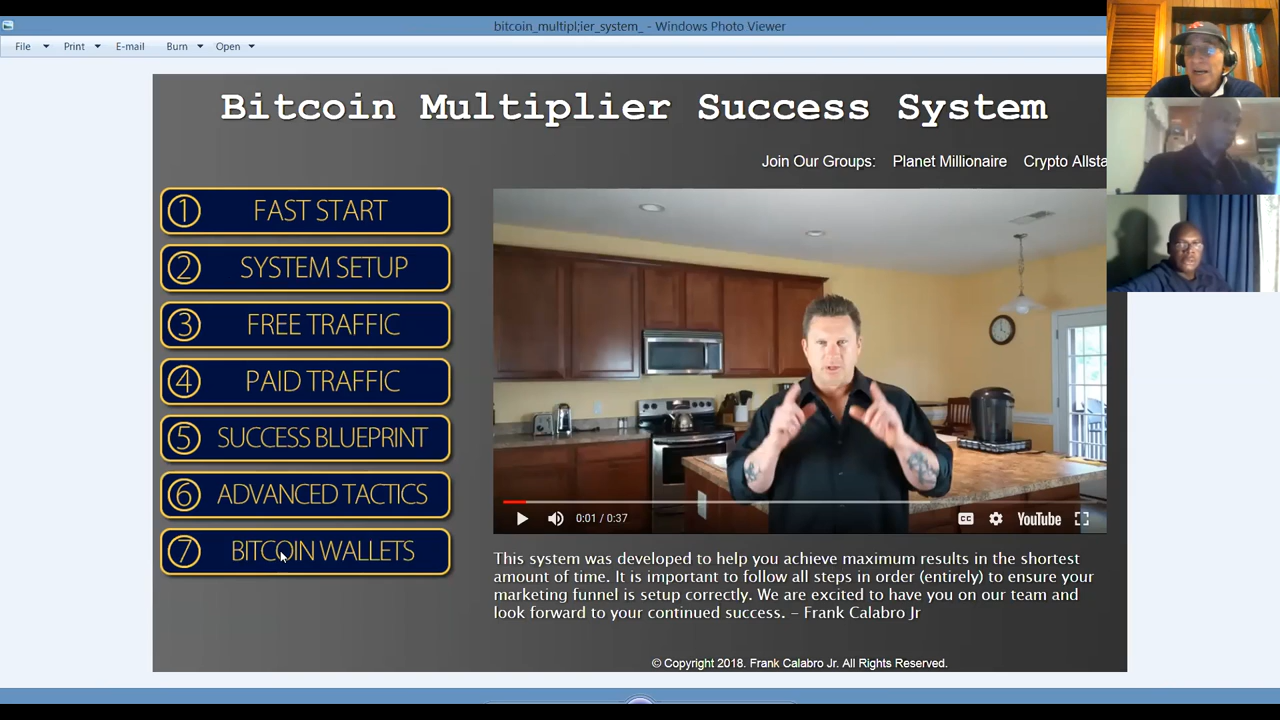 bitcoin_multipl;ier_system_ - Windows Photo Viewer
File Print E-mail Burn Open
Bitcoin Multiplier Success System
Join Our Groups: Planet Millionaire Crypto Allsta
1 FAST START
2 SYSTEM SETUP
3 FREE TRAFFIC
4 PAID TRAFFIC
5 SUCCESS BLUEPRINT
6 ADVANCED TACTICS
7 BITCOIN WALLETS
0:01 / 0:37 CC YouTube
This system was developed to help you achieve maximum results in the shortest
amount of time. It is important to follow all steps in order (entirely) to ensure your
marketing funnel is setup correctly. We are excited to have you on our team and
look forward to your continued success. – Frank Calabro Jr
© Copyright 2018. Frank Calabro Jr. All Rights Reserved.